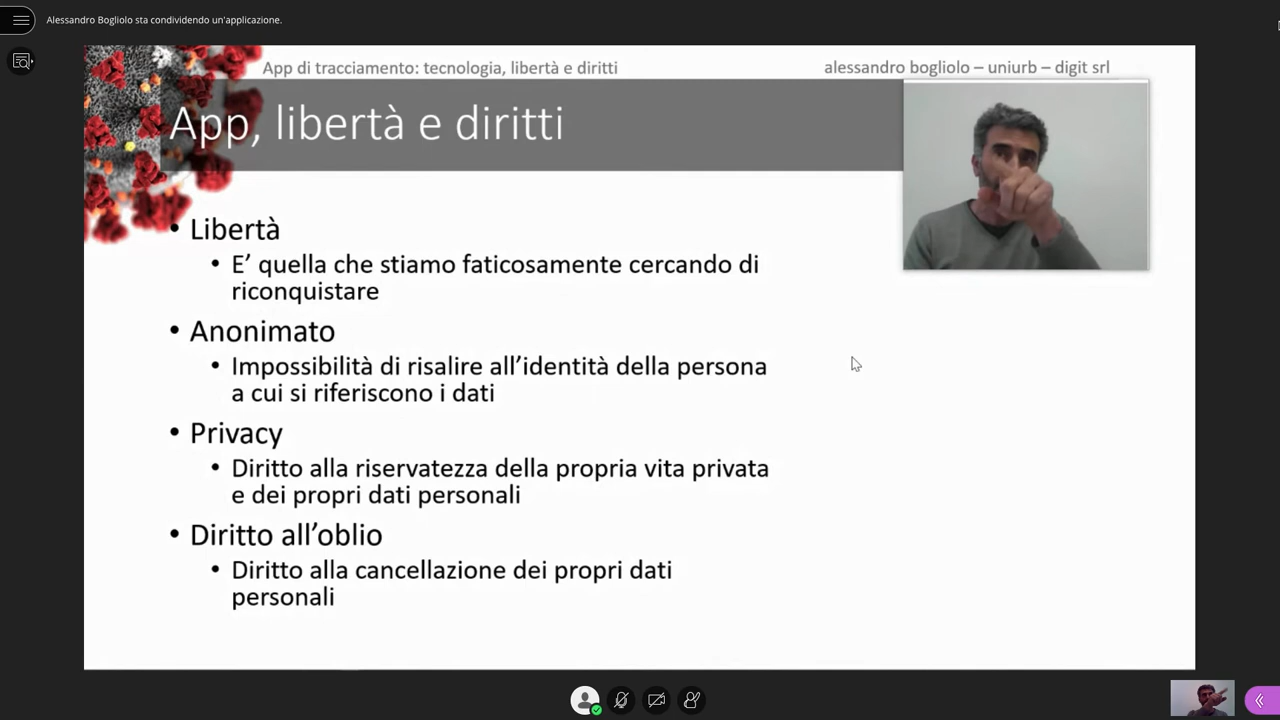 Alessandro Bogliolo sta condividendo un'applicazione.
App di tracciamento: tecnologia, libertà e diritti
alessandro bogliolo – uniurb – digit srl
App, libertà e diritti
• Libertà
• E' quella che stiamo faticosamente cercando di
riconquistare
• Anonimato
• Impossibilità di risalire all'identità della persona
a cui si riferiscono i dati
• Privacy
• Diritto alla riservatezza della propria vita privata
e dei propri dati personali
• Diritto all'oblio
• Diritto alla cancellazione dei propri dati
personali